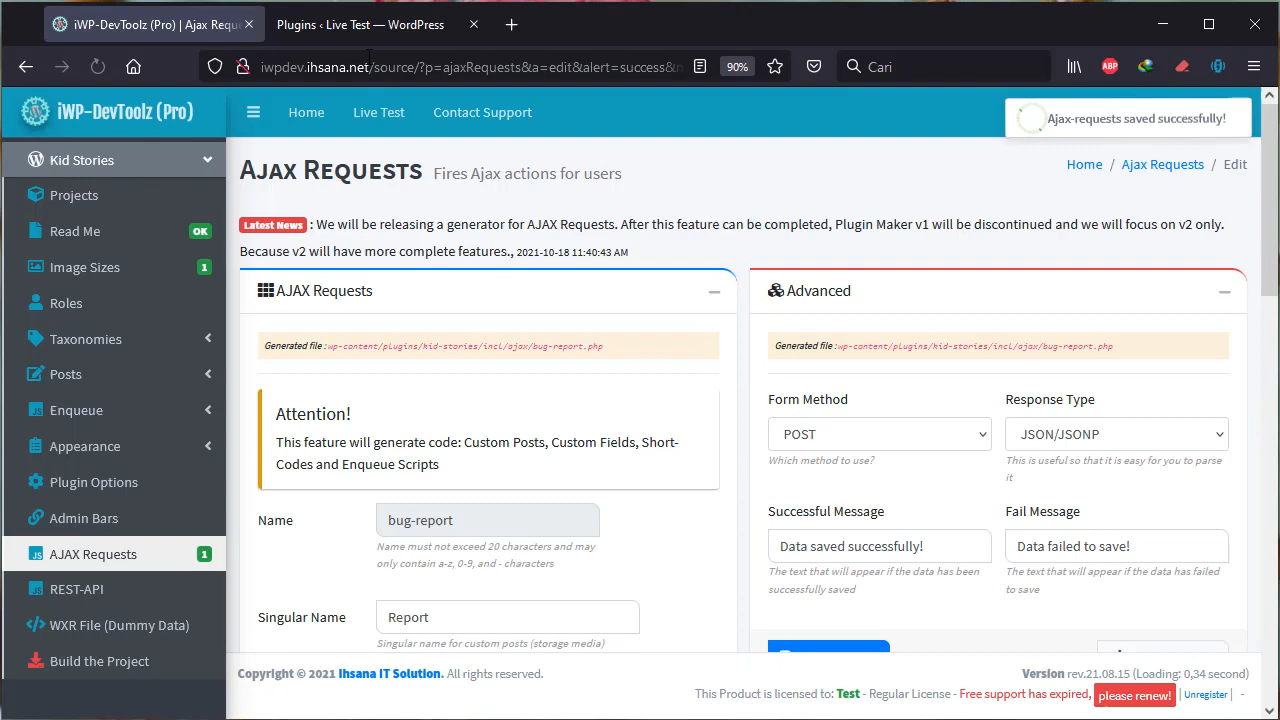 iWP-DevToolz (Pro) | Ajax Reque
Plugins ‹ Live Test — WordPress
iwpdev.ihsana.net/source/?p=ajaxRequests&a=edit&alert=success&
90%
Cari
ABP
iWP-DevToolz (Pro)
Home
Live Test
Contact Support
Ajax-requests saved successfully!
Kid Stories
Projects
Read Me OK
Image Sizes 1
Roles
Taxonomies
Posts
Enqueue
Appearance
Plugin Options
Admin Bars
AJAX Requests 1
REST-API
WXR File (Dummy Data)
Build the Project
Ajax Requests Fires Ajax actions for users
Home / Ajax Requests / Edit
Latest News : We will be releasing a generator for AJAX Requests. After this feature can be completed, Plugin Maker v1 will be discontinued and we will focus on v2 only.
Because v2 will have more complete features., 2021-10-18 11:40:43 AM
AJAX Requests
Generated file :wp-content/plugins/kid-stories/incl/ajax/bug-report.php
Attention!
This feature will generate code: Custom Posts, Custom Fields, Short-
Codes and Enqueue Scripts
Name
bug-report
Name must not exceed 20 characters and may
only contain a-z, 0-9, and - characters
Singular Name
Report
Singular name for custom posts (storage media)
Advanced
Generated file :wp-content/plugins/kid-stories/incl/ajax/bug-report.php
Form Method
POST
Which method to use?
Response Type
JSON/JSONP
This is useful so that it is easy for you to parse
it
Successful Message
Data saved successfully!
The text that will appear if the data has been
successfully saved
Fail Message
Data failed to save!
The text that will appear if the data has failed
to save
Copyright © 2021 Ihsana IT Solution. All rights reserved.
Version rev.21.08.15 (Loading: 0,34 second)
This Product is licensed to: Test - Regular License - Free support has expired, please renew! | Unregister | -